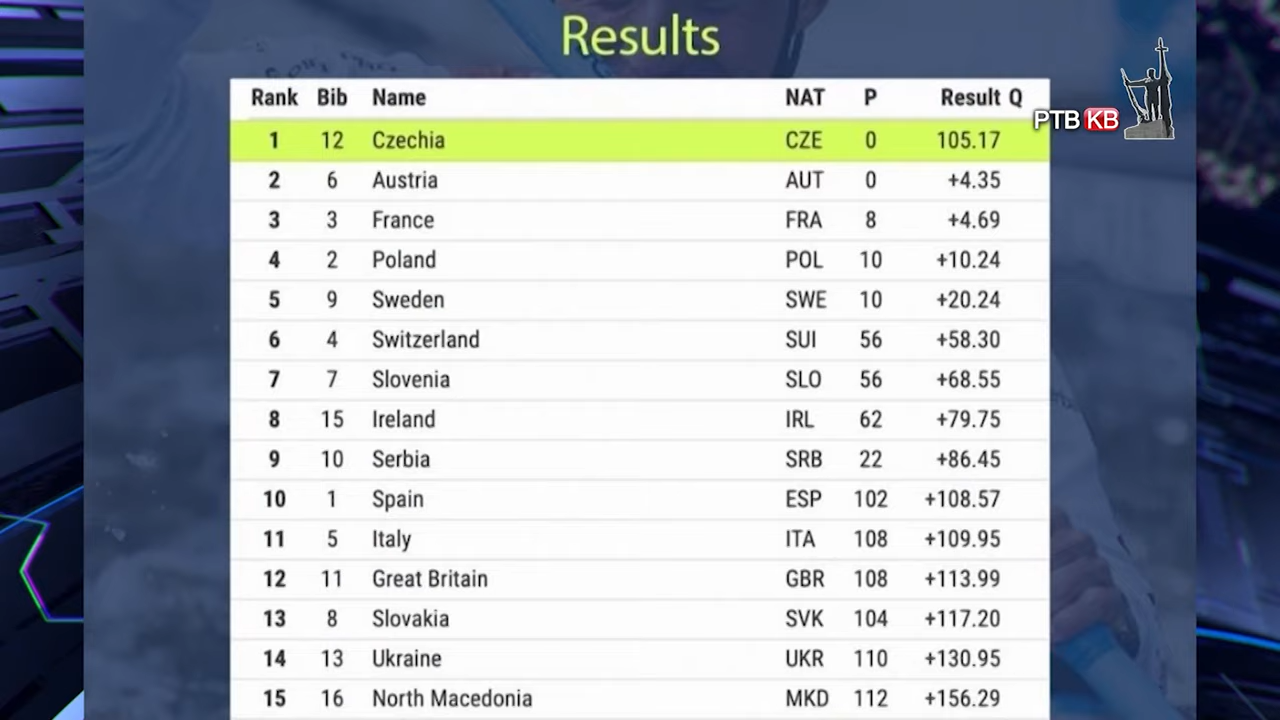 Results
Rank Bib Name NAT P Result Q
1 12 Czechia CZE 0 105.17
2 6 Austria AUT 0 +4.35
3 3 France FRA 8 +4.69
4 2 Poland POL 10 +10.24
5 9 Sweden SWE 10 +20.24
6 4 Switzerland SUI 56 +58.30
7 7 Slovenia SLO 56 +68.55
8 15 Ireland IRL 62 +79.75
9 10 Serbia SRB 22 +86.45
10 1 Spain ESP 102 +108.57
11 5 Italy ITA 108 +109.95
12 11 Great Britain GBR 108 +113.99
13 8 Slovakia SVK 104 +117.20
14 13 Ukraine UKR 110 +130.95
15 16 North Macedonia MKD 112 +156.29
РТВ КВ